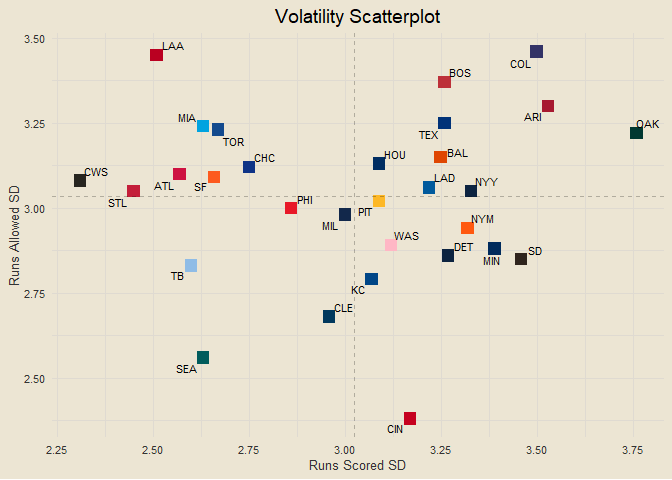 Volatility Scatterplot
3.50
LAA
COL
BOS
ARI
3.25
MIA
TOR
TEX
OAK
CHC
HOU
BAL
CWS
ATL
SF
LAD
NYY
STL
PHI
PIT
3.00
MIL
NYM
WAS
DET
SD
MIN
TB
KC
2.75
CLE
SEA
2.50
CIN
2.25 2.50 2.75 3.00 3.25 3.50 3.75
Runs Scored SD
Runs Allowed SD